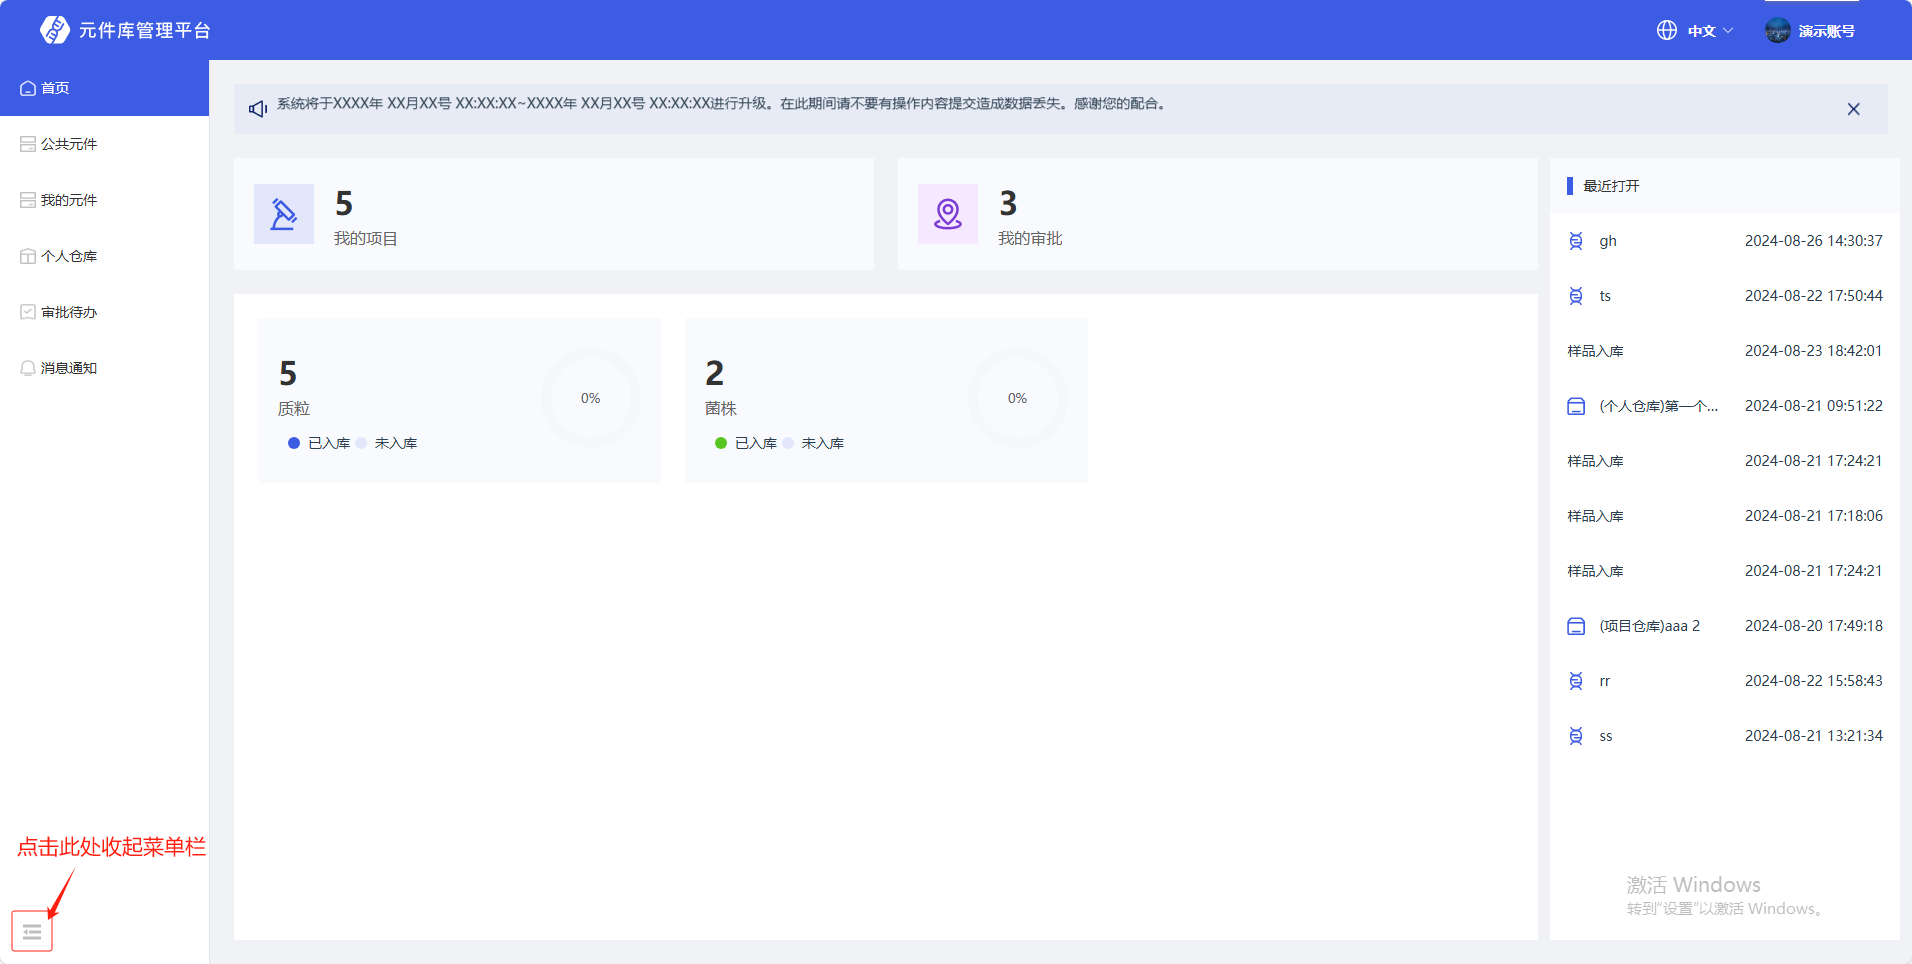 元件库管理平台
中文
演示账号
首页
公共元件
我的元件
个人仓库
审批待办
消息通知
点击此处收起菜单栏
系统将于XXXX年 XX月XX号 XX:XX:XX~XXXX年 XX月XX号 XX:XX:XX进行升级。在此期间请不要有操作内容提交造成数据丢失。感谢您的配合。
5
我的项目
3
我的审批
5
质粒
已入库 未入库
0%
2
菌株
已入库 未入库
0%
最近打开
gh 2024-08-26 14:30:37
ts 2024-08-22 17:50:44
样品入库 2024-08-23 18:42:01
(个人仓库)第一个... 2024-08-21 09:51:22
样品入库 2024-08-21 17:24:21
样品入库 2024-08-21 17:18:06
样品入库 2024-08-21 17:24:21
(项目仓库)aaa 2 2024-08-20 17:49:18
rr 2024-08-22 15:58:43
ss 2024-08-21 13:21:34
激活 Windows
转到“设置”以激活 Windows。